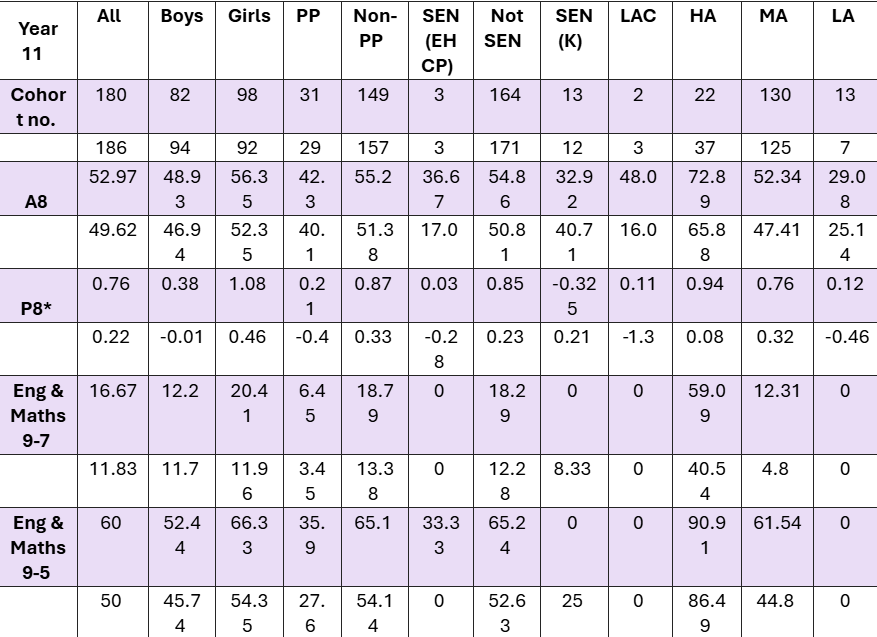 Year 11 All Boys Girls PP Non-PP SEN (EHCP) Not SEN SEN (K) LAC HA MA LA
Cohort no. 180 82 98 31 149 3 164 13 2 22 130 13
186 94 92 29 157 3 171 12 3 37 125 7
A8 52.97 48.93 56.35 42.3 55.2 36.67 54.86 32.92 48.0 72.89 52.34 29.08
49.62 46.94 52.35 40.1 51.38 17.0 50.81 40.71 16.0 65.88 47.41 25.14
P8* 0.76 0.38 1.08 0.21 0.87 0.03 0.85 -0.325 0.11 0.94 0.76 0.12
0.22 -0.01 0.46 -0.4 0.33 -0.28 0.23 0.21 -1.3 0.08 0.32 -0.46
Eng & Maths 9-7 16.67 12.2 20.41 6.45 18.79 0 18.29 0 0 59.09 12.31 0
11.83 11.7 11.96 3.45 13.38 0 12.28 8.33 0 40.54 4.8 0
Eng & Maths 9-5 60 52.44 66.33 35.9 65.1 33.33 65.24 0 0 90.91 61.54 0
50 45.74 54.35 27.6 54.14 0 52.63 25 0 86.49 44.8 0